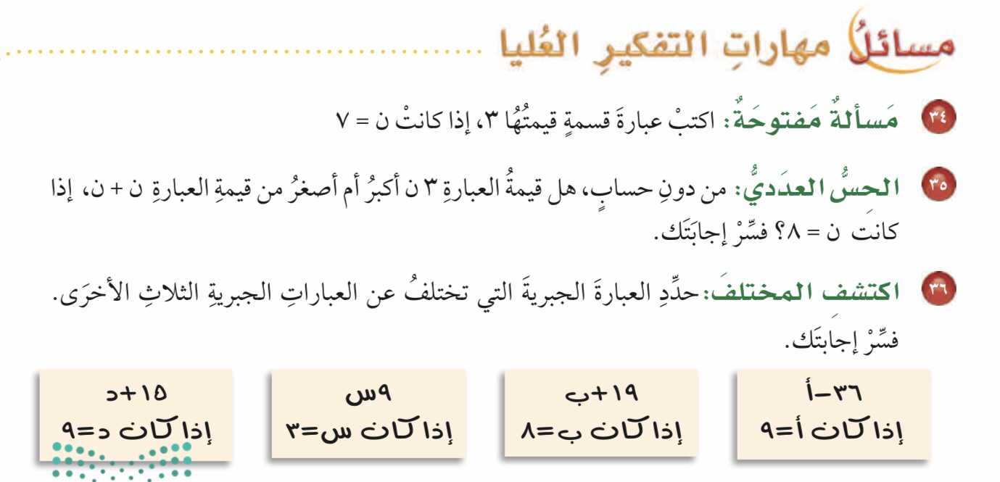 مسائلُ مهاراتِ التفكيرِ العُليا
٣٤ مَسألةٌ مَفتوحَةٌ: اكتبْ عبارةَ قسمةٍ قيمتُهُا ٣، إذا كانتْ ن = ٧
٣٥ الحِسُّ العدَديُّ: من دونِ حسابٍ، هل قيمةُ العبارةِ ٣ ن أكبرُ أم أصغرُ من قيمةِ العبارةِ ن + ن، إذا
كانت ن = ٨؟ فسِّرْ إجابَتَك.
٣٦ اكتشفِ المختلفَ: حدِّدِ العبارةَ الجبريةَ التي تختلفُ عن العباراتِ الجبريةِ الثلاثِ الأخرَى.
فسِّرْ إجابتَك.
٣٦-أ
إذا كان أ=٩
١٩+ب
إذا كان ب=٨
٩س
إذا كان س=٣
١٥+د
إذا كان د=٩